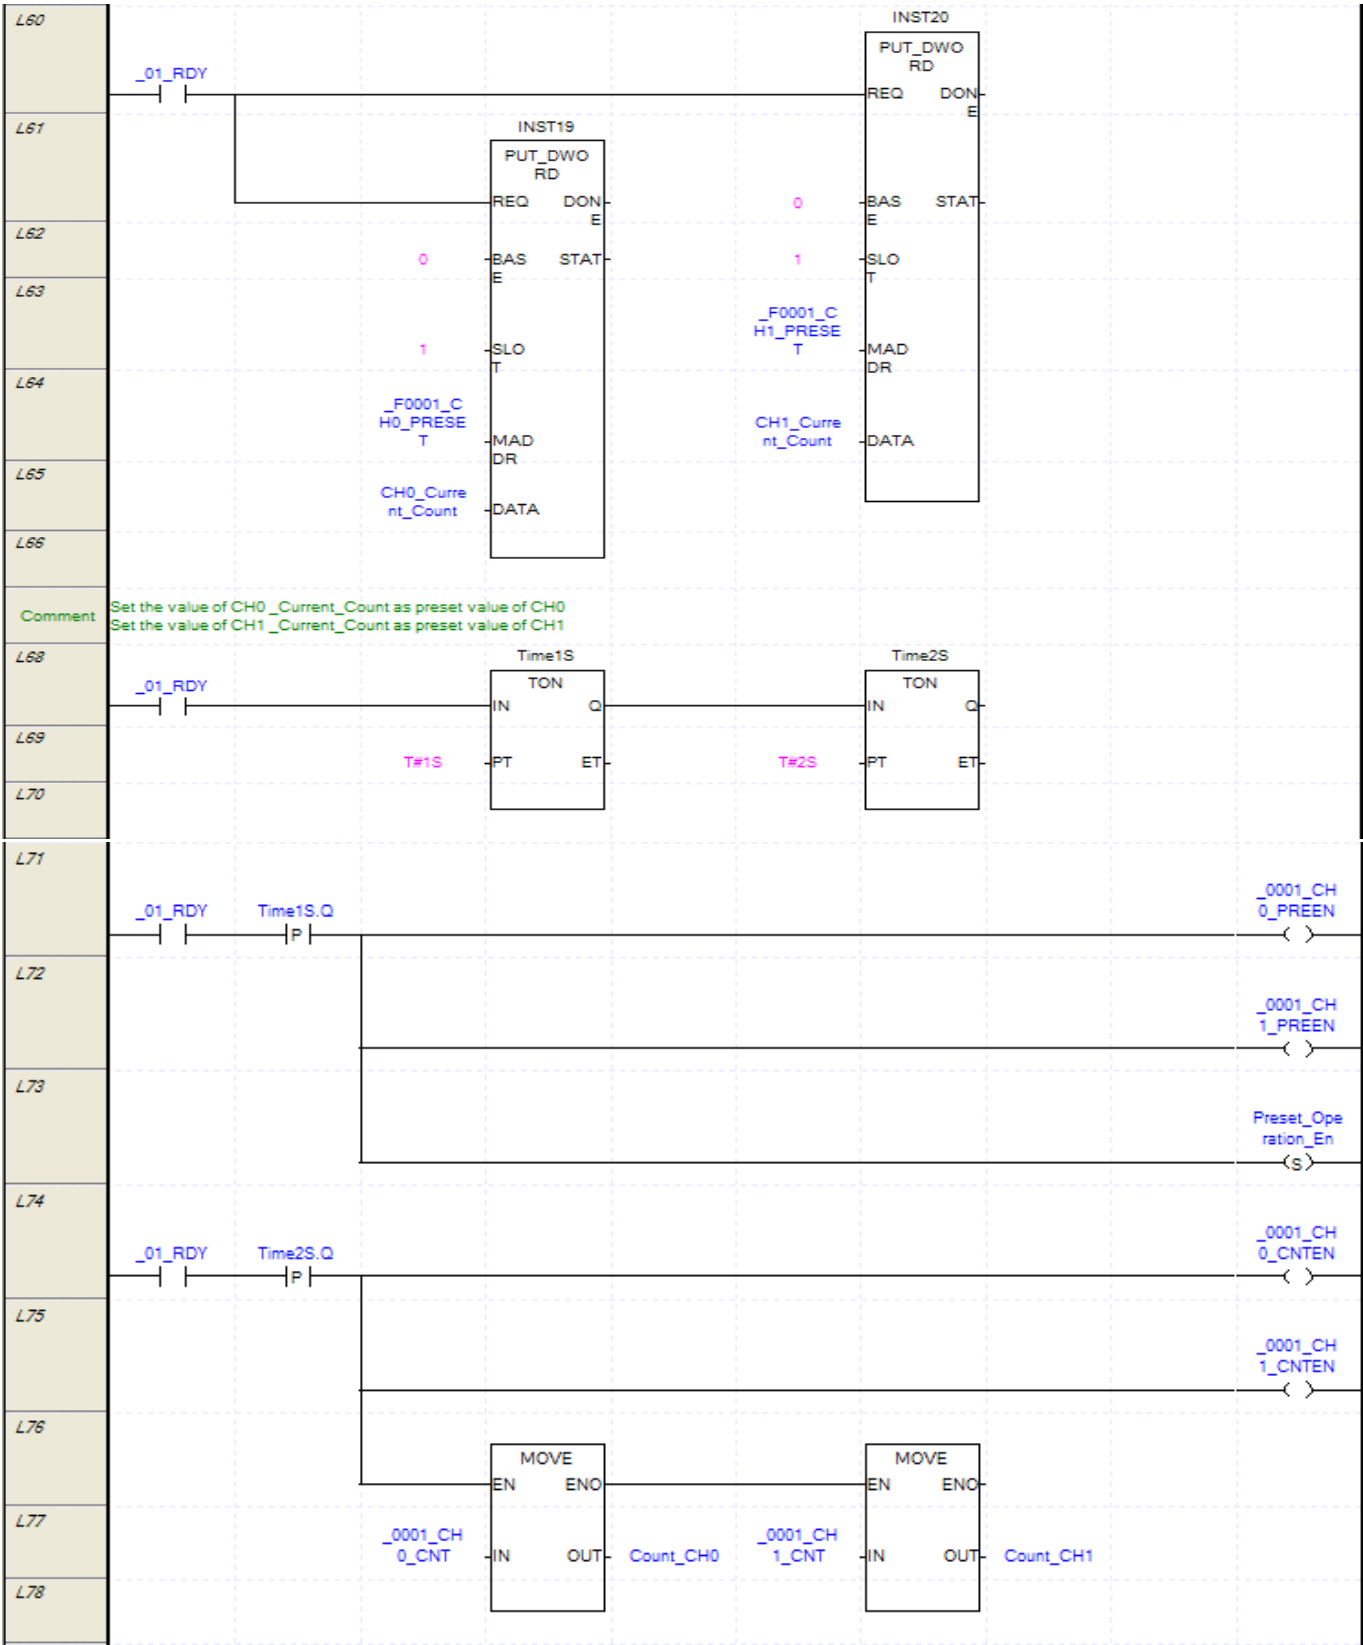 L60
INST20
PUT_DWO
RD
_01_RDY
REQ DON
E
L61
INST19
PUT_DWO
RD
REQ DON
E
0
BAS STAT
E
L62
0
BAS STAT
E
1
SLO
T
L63
1
SLO
T
_F0001_C
H1_PRESE
T
MAD
DR
L64
_F0001_C
H0_PRESE
T
MAD
DR
CH1_Curre
nt_Count
DATA
L65
CH0_Curre
nt_Count
DATA
L66
Comment
Set the value of CH0 _Current_Count as preset value of CH0
Set the value of CH1 _Current_Count as preset value of CH1
L68
Time1S
Time2S
_01_RDY
TON
IN Q
TON
IN Q
L69
T#1S
PT ET
T#2S
PT ET
L70
L71
_01_RDY
Time1S.Q
P
_0001_CH
0_PREEN
L72
_0001_CH
1_PREEN
L73
Preset_Ope
ration_En
S
L74
_01_RDY
Time2S.Q
P
_0001_CH
0_CNTEN
L75
_0001_CH
1_CNTEN
L76
MOVE
EN ENO
MOVE
EN ENO
L77
_0001_CH
0_CNT
IN OUT
Count_CH0
_0001_CH
1_CNT
IN OUT
Count_CH1
L78